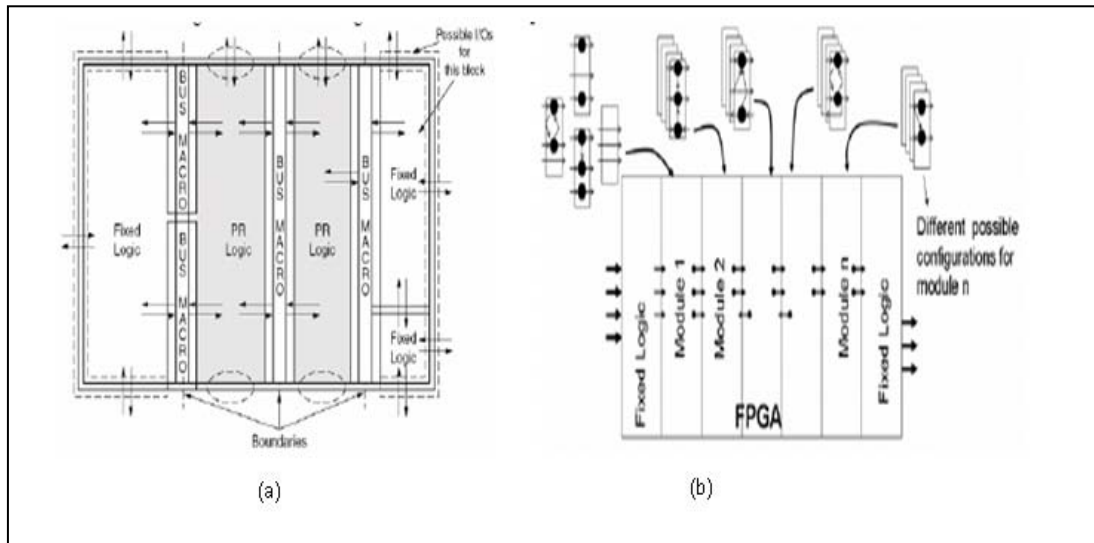 Possible I/Os
for
this block
BUS MACRO
BUS MACRO
BUS MACRO
BUS MACRO
Fixed
Logic
PR
Logic
PR
Logic
Fixed
Logic
Fixed
Logic
Boundaries
(a)
Different possible
configurations for
module n
Fixed Logic
Module 1
Module 2
Module n
Fixed Logic
FPGA
(b)